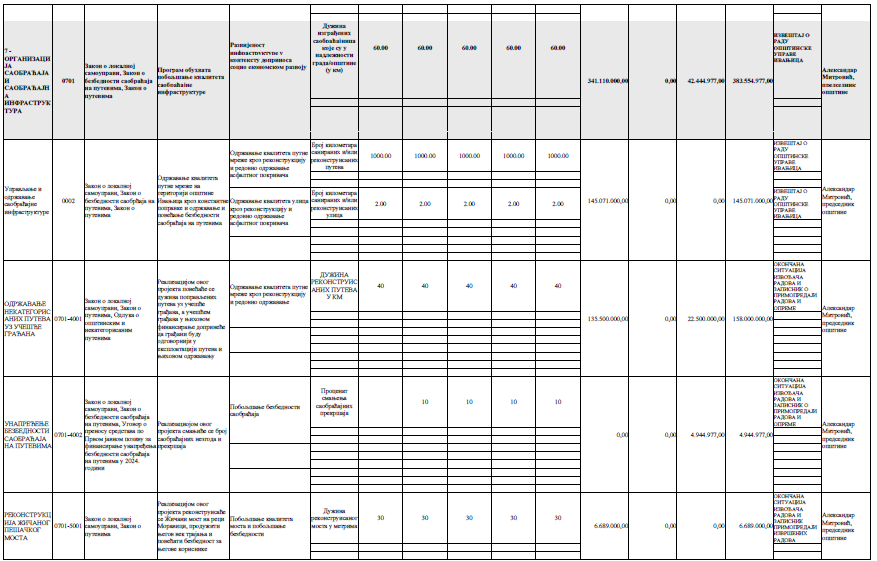 7 -
ОРГАНИЗАЦИ
ЈА
САОБРАЋАЈА
И
САОБРАЋАЈН
А
ИНФРАСТРУК
ТУРА
0701
Закон о локалној
самоуправи, Закон о
безбедности саобраћаја
на путевима, Закон о
путевима
Програм обухвата
побољшање квалитета
саобраћајне
инфраструктуре
Развијеност
инфраструктуре у
контексту доприноса
социо економском развоју
Дужина
изграђених
саобраћајница
које су у
надлежности
града/општине
(у км)
60.00
60.00
60.00
60.00
60.00
341.110.000,00
0,00
42.444.977,00
383.554.977,00
ИЗВЕШТАЈ О
РАДУ
ОПШТИНСКЕ
УПРАВЕ
ИВАЊИЦА
Александар
Митровић,
председник
општине
Управљање и
одржавање
саобраћајне
инфраструктуре
0002
Закон о локалној
самоуправи, Закон о
безбедности саобрћаја на
путевима, Закон о
путевима
Одржавање квалитета
путне мреже на
територији општине
Ивањица кроз константне
поправке и одржавање и
повећање безбедности
саобраћаја на путевима
Одржавање квалитета путне
мреже кроз реконструкцију
и редовно одржавање
асфалтног покривача
Број километара
санираних и/или
реконструисаних
путева
1000.00
1000.00
1000.00
1000.00
1000.00
ИЗВЕШТАЈ О
РАДУ
ОПШТИНСКЕ
УПРАВЕ
ИВАЊИЦА
Одржавање квалитета улица
кроз реконструкцију и
редовно одржавање
асфалтног покривача
Број километара
санираних и/или
реконструисаних
улица
2.00
2.00
2.00
2.00
2.00
145.071.000,00
0,00
0,00
145.071.000,00
ИЗВЕШТАЈ О
РАДУ
ОПШТИНСКЕ
УПРАВЕ
ИВАЊИЦА
Александар
Митровић,
председник
општине
ОДРЖАВАЊЕ
НЕКАТЕГОРИС
АНИХ ПУТЕВА
УЗ УЧЕШЋЕ
ГРАЂАНА
0701-4001
Закон о локалној
самоуправи, Закон о
путевима, Одлука о
општинским и
некатегорисаним
путевима
Реализацијом овог
пројекта повећаће се
дужина поправљених
путева уз учешће
грађана, а учешћем
грађана у њиховом
финансирање допринеће
да грађани буду
одговорнији у
експлоатацији путева и
њиховом одржавању
Одржавање квалитета путне
мреже кроз реконструкцију
и редовно одржавање
ДУЖИНА
РЕКОНСТРУИС
АНИХ ПУТЕВА
У КМ
40
40
40
40
40
135.500.000,00
0,00
22.500.000,00
158.000.000,00
ОКОНЧАНА
СИТУАЦИЈА
ИЗВОЂАЧА
РАДОВА И
ЗАПИСНИК О
ПРИМОПРЕДАЈИ
РАДОВА И
ОПРЕМЕ
Александар
Митровић,
председник
општине
УНАПРЕЂЕЊЕ
БЕЗБЕДНОСТИ
САОБРАЋАЈА
НА ПУТЕВИМА
0701-4002
Закон о локалној
самоуправи, Закон о
безбедности саобраћаја
на путевима, Уговор о
преносу средстава по
Првом јавном позиву за
финансирање унапређења
безбедности саобраћаја
на путевима у 2024.
години
Реализацијом овог
пројекта смањиће се број
саобраћајних незгода и
прекршаја
Побољшање безбедности
саобраћаја
Проценат
смањења
саобраћајних
прекршаја
10
10
10
10
0,00
0,00
4.944.977,00
4.944.977,00
ОКОНЧАНА
СИТУАЦИЈА
ИЗВОЂАЧА
РАДОВА И
ЗАПИСНИК О
ПРИМОПРЕДАЈИ
РАДОВА И
ОПРЕМЕ
Александар
Митровић,
председник
општине
РЕКОНСТРУКЦ
ИЈА ЖИЧАНОГ
ПЕШАЧКОГ
МОСТА
0701-5001
Закон о локалној
самоуправи, Закон о
путевима
Реализацијом овог
пројекта реконструисаће
се Жичани мост на реци
Моравици, продужити
његов век трајања и
повећати безбедност за
његове кориснике
Побољшање квалитета
моста и побољшање
безбедности
Дужина
реконструисаног
моста у метрима
30
30
30
30
30
6.689.000,00
0,00
0,00
6.689.000,00
ОКОНЧАНА
СИТУАЦИЈА
ИЗВОЂАЧА
РАДОВА И
ЗАПИСНИК
ПРИМОПРЕДАЈИ
ИЗВРШЕНИХ
РАДОВА
Александар
Митровић,
председник
општине